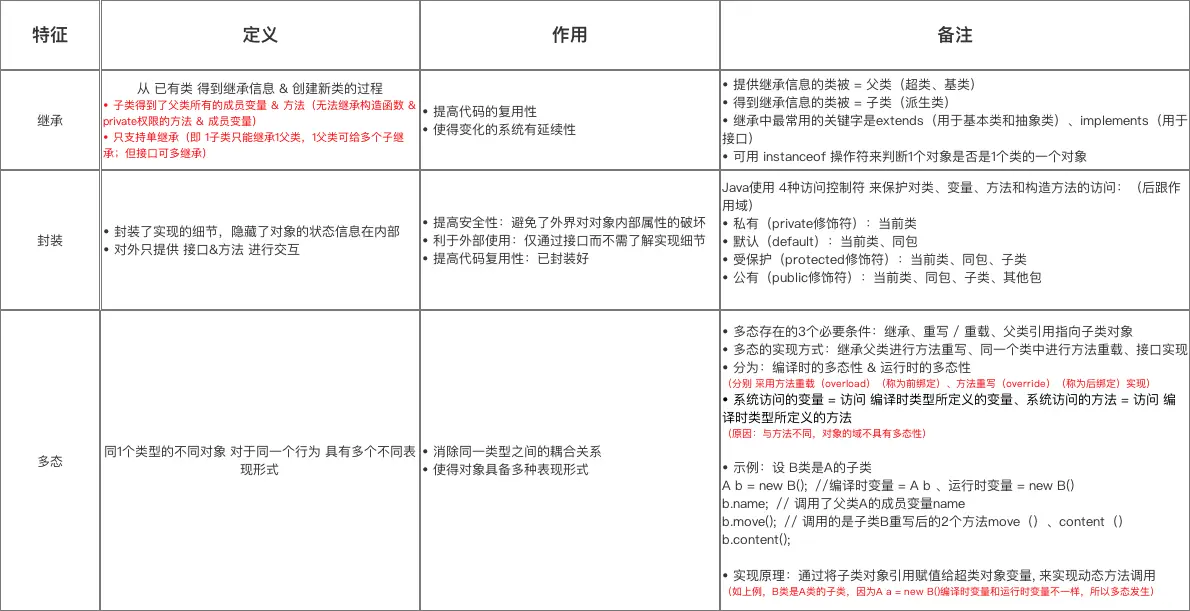 特征
定义
作用
备注
继承
从 已有类 得到继承信息 & 创建新类的过程
• 子类得到了父类所有的成员变量 & 方法（无法继承构造函数 &
private权限的方法 & 成员变量）
• 只支持单继承（即 1子类只能继承1父类，1父类可给多个子继
承；但接口可多继承）
• 提高代码的复用性
• 使得变化的系统有延续性
• 提供继承信息的类被 = 父类（超类、基类）
• 得到继承信息的类被 = 子类（派生类）
• 继承中最常用的关键字是extends（用于基本类和抽象类）、implements（用于
接口）
• 可用 instanceof 操作符来判断1个对象是否是1个类的一个对象
封装
• 封装了实现的细节，隐藏了对象的状态信息在内部
• 对外只提供 接口&方法 进行交互
• 提高安全性：避免了外界对对象内部属性的破坏
• 利于外部使用：仅通过接口而不需了解实现细节
• 提高代码复用性：已封装好
Java使用 4种访问控制符 来保护对类、变量、方法和构造方法的访问：（后跟作
用域）
• 私有（private修饰符）：当前类
• 默认（default）：当前类、同包
• 受保护（protected修饰符）：当前类、同包、子类
• 公有（public修饰符）：当前类、同包、子类、其他包
多态
同1个类型的不同对象 对于同一个行为 具有多个不同表
现形式
• 消除同一类型之间的耦合关系
• 使得对象具备多种表现形式
• 多态存在的3个必要条件：继承、重写 / 重载、父类引用指向子类对象
• 多态的实现方式：继承父类进行方法重写、同一个类中进行方法重载、接口实现
• 分为：编译时的多态性 & 运行时的多态性
（分别 采用方法重载（overload）（称为前绑定）、方法重写（override）（称为后绑定）实现）
• 系统访问的变量 = 访问 编译时类型所定义的变量、系统访问的方法 = 访问 编
译时类型所定义的方法
（原因：与方法不同，对象的域不具有多态性）
• 示例：设 B类是A的子类
A b = new B(); //编译时变量 = A b 、运行时变量 = new B()
b.name; // 调用了父类A的成员变量name
b.move(); // 调用的是子类B重写后的2个方法move（）、content（）
b.content();
• 实现原理：通过将子类对象引用赋值给超类对象变量, 来实现动态方法调用
（如上例，B类是A类的子类，因为A a = new B()编译时变量和运行时变量不一样，所以多态发生）